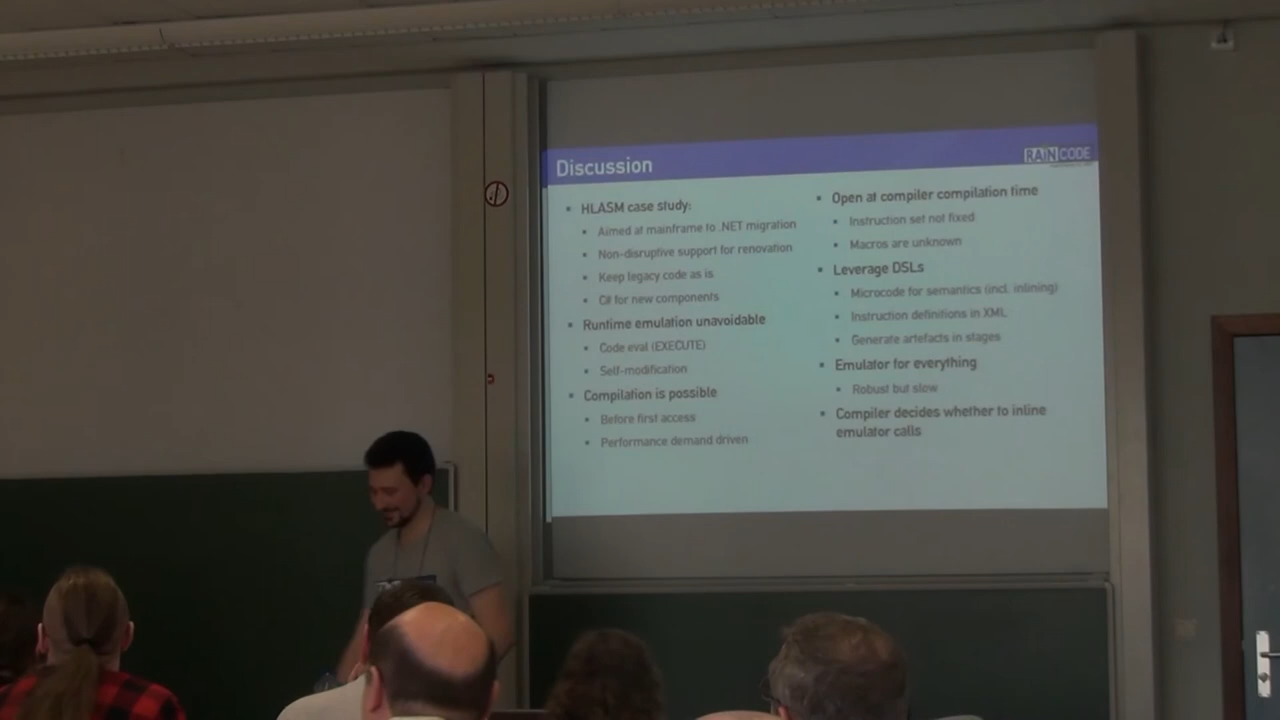 Discussion
RAINCODE
HLASM case study:
Aimed at mainframe to .NET migration
Non-disruptive support for renovation
Keep legacy code as is
C# for new components
Runtime emulation unavoidable
Code eval (EXECUTE)
Self-modification
Compilation is possible
Before first access
Performance demand driven
Open at compiler compilation time
Instruction set not fixed
Macros are unknown
Leverage DSLs
Microcode for semantics (incl. inlining)
Instruction definitions in XML
Generate artefacts in stages
Emulator for everything
Robust but slow
Compiler decides whether to inline
emulator calls